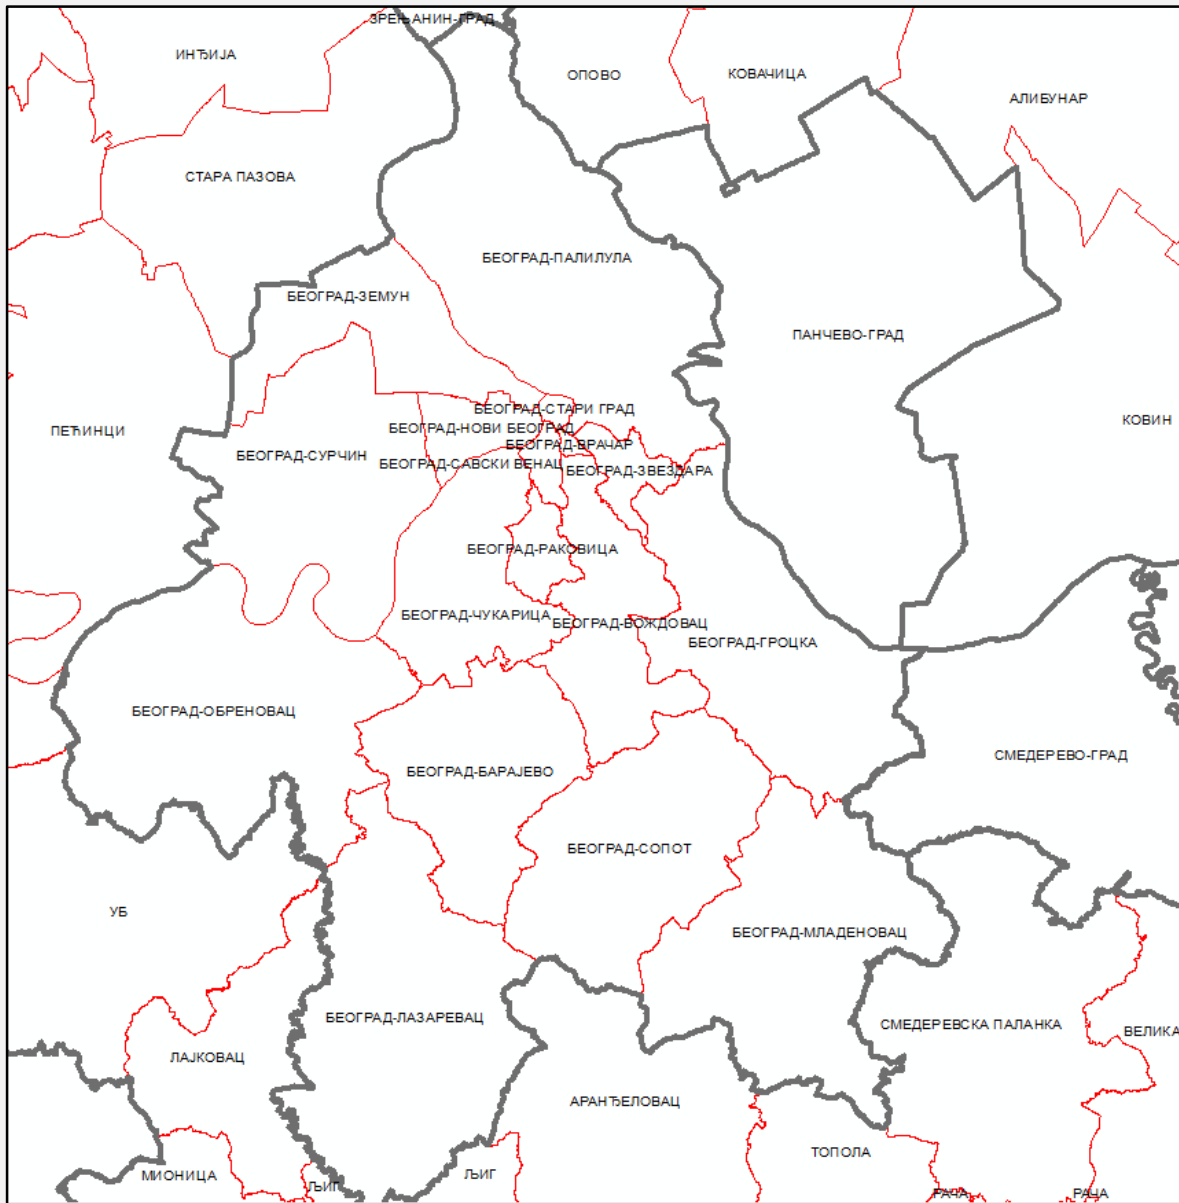 ЗРЕЊАНИН-ГРАД
ИНЂИЈА
ОПОВО
КОВАЧИЦА
АЛИБУНАР
СТАРА ПАЗОВА
БЕОГРАД-ПАЛИЛУЛА
БЕОГРАД-ЗЕМУН
ПАНЧЕВО-ГРАД
БЕОГРАД-СТАРИ ГРАД
КОВИН
ПЕЋИНЦИ
БЕОГРАД-НОВИ БЕОГРАД
БЕОГРАД-ВРАЧАР
БЕОГРАД-СУРЧИН
БЕОГРАД-САВСКИ ВЕНАЦ
БЕОГРАД-ЗВЕЗДАРА
БЕОГРАД-РАКОВИЦА
БЕОГРАД-ЧУКАРИЦА
БЕОГРАД-ВОЖДОВАЦ
БЕОГРАД-ГРОЦКА
БЕОГРАД-ОБРЕНОВАЦ
СМЕДЕРЕВО-ГРАД
БЕОГРАД-БАРАЈЕВО
БЕОГРАД-СОПОТ
УБ
БЕОГРАД-МЛАДЕНОВАЦ
БЕОГРАД-ЛАЗАРЕВАЦ
СМЕДЕРЕВСКА ПАЛАНКА
ВЕЛИКА
ЛАЈКОВАЦ
АРАНЂЕЛОВАЦ
ТОПОЛА
МИОНИЦА
ЉИГ
ЉИГ
РАЧА
РАЧА